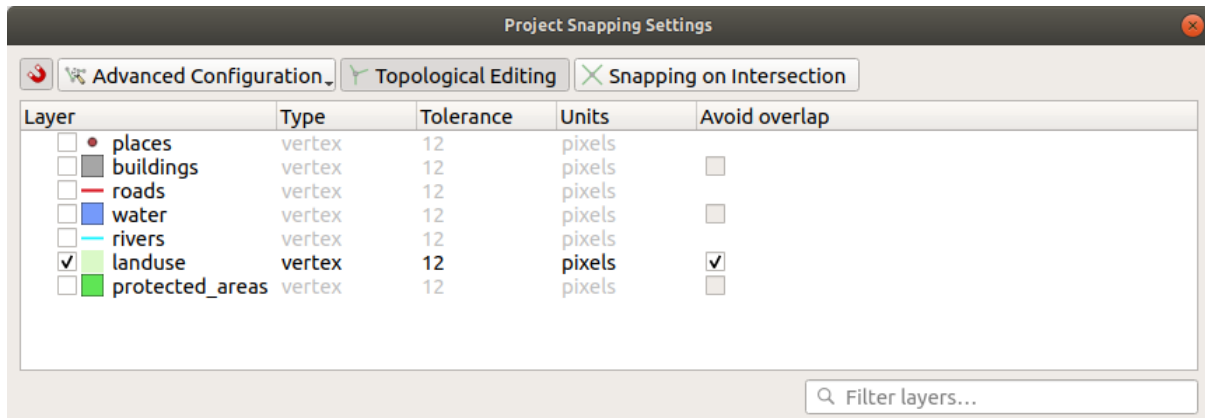 Project Snapping Settings
Advanced Configuration Topological Editing Snapping on Intersection
Layer Type Tolerance Units Avoid overlap
places vertex 12 pixels
buildings vertex 12 pixels
roads vertex 12 pixels
water vertex 12 pixels
rivers vertex 12 pixels
landuse vertex 12 pixels
protected_areas vertex 12 pixels
Filter layers...